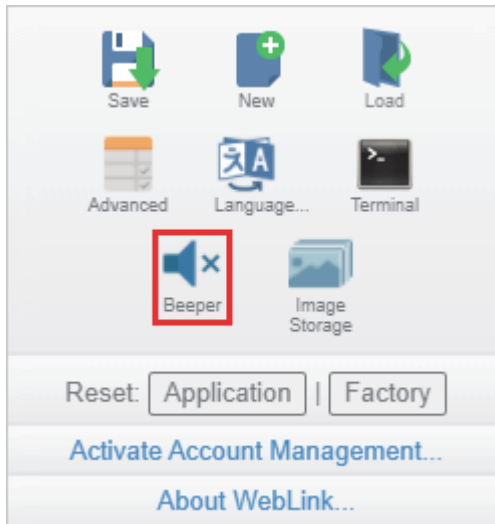 Save New Load
Advanced Language... Terminal
Beeper Image
Storage
Reset: Application | Factory
Activate Account Management...
About WebLink...